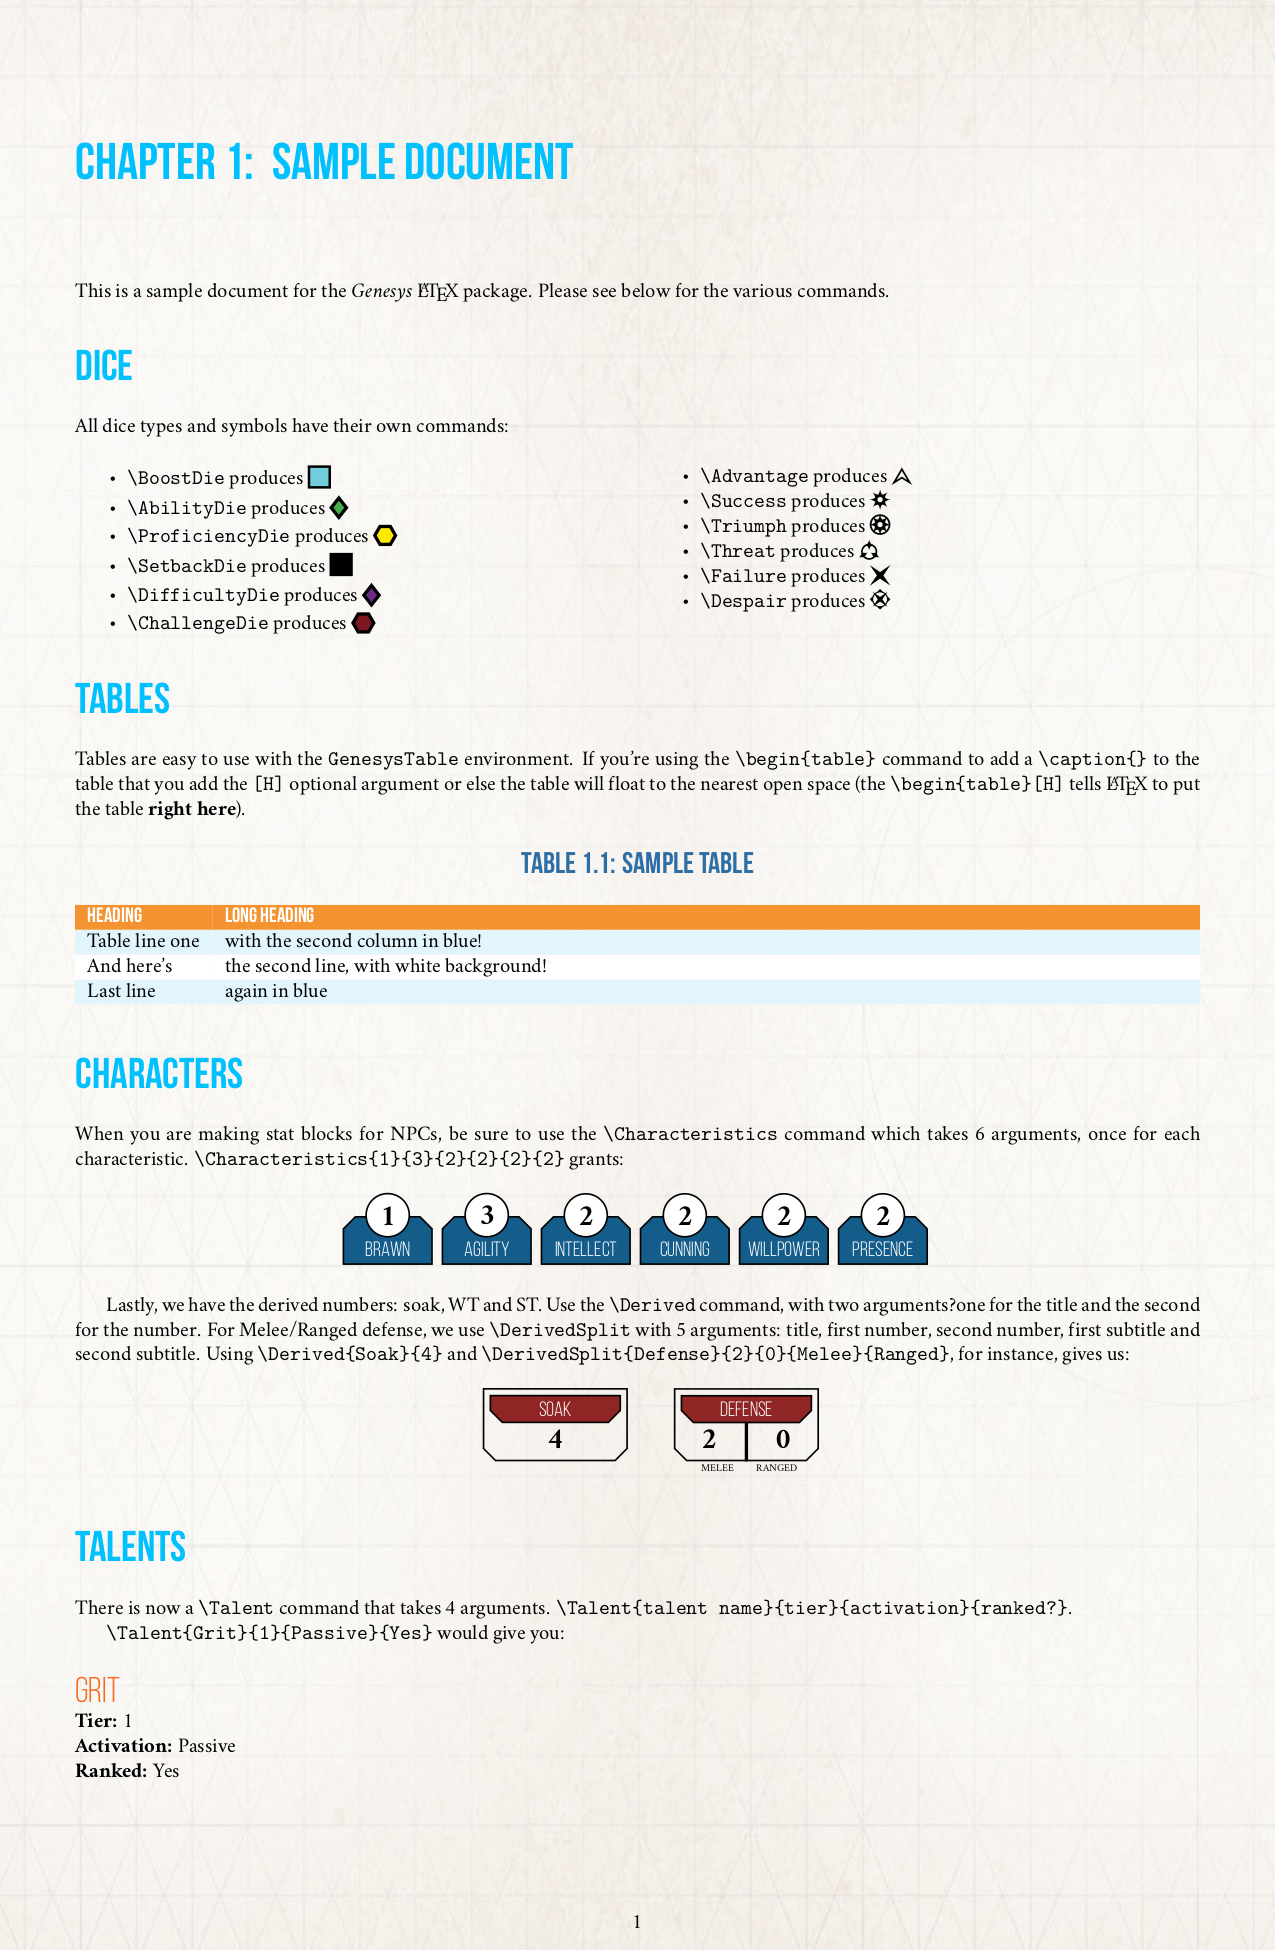 CHAPTER 1: SAMPLE DOCUMENT
This is a sample document for the Genesys LATEX package. Please see below for the various commands.
DICE
All dice types and symbols have their own commands:
• \BoostDie produces
• \AbilityDie produces
• \ProficiencyDie produces
• \SetbackDie produces
• \DifficultyDie produces
• \ChallengeDie produces
• \Advantage produces
• \Success produces
• \Triumph produces
• \Threat produces
• \Failure produces
• \Despair produces
TABLES
Tables are easy to use with the GenesysTable environment. If you're using the \begin{table} command to add a \caption{} to the
table that you add the [H] optional argument or else the table will float to the nearest open space (the \begin{table}[H] tells LATEX to put
the table right here).
TABLE 1.1: SAMPLE TABLE
HEADING LONG HEADING
Table line one with the second column in blue!
And here's the second line, with white background!
Last line again in blue
CHARACTERS
When you are making stat blocks for NPCs, be sure to use the \Characteristics command which takes 6 arguments, once for each
characteristic. \Characteristics{1}{3}{2}{2}{2}{2} grants:
1 3 2 2 2 2
BRAWN AGILITY INTELLECT CUNNING WILLPOWER PRESENCE
Lastly, we have the derived numbers: soak, WT and ST. Use the \Derived command, with two arguments?one for the title and the second
for the number. For Melee/Ranged defense, we use \DerivedSplit with 5 arguments: title, first number, second number, first subtitle and
second subtitle. Using \Derived{Soak}{4} and \DerivedSplit{Defense}{2}{0}{Melee}{Ranged}, for instance, gives us:
SOAK DEFENSE
4 2 0
MELEE RANGED
TALENTS
There is now a \Talent command that takes 4 arguments. \Talent{talent name}{tier}{activation}{ranked?}.
\Talent{Grit}{1}{Passive}{Yes} would give you:
GRIT
Tier: 1
Activation: Passive
Ranked: Yes
1